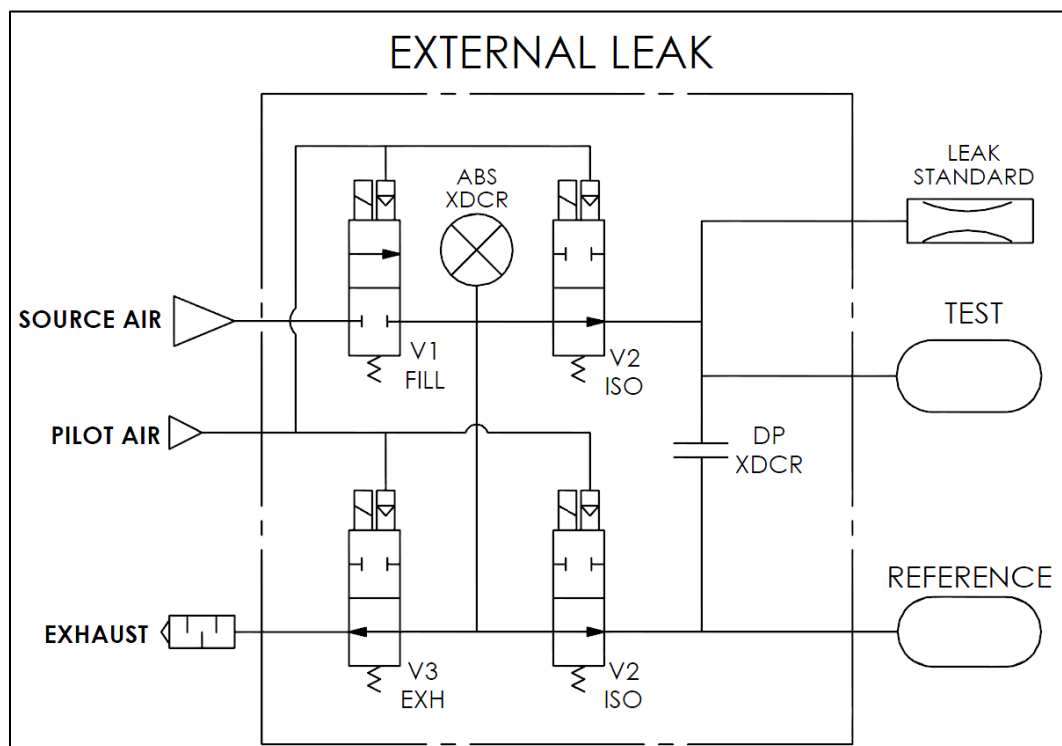 EXTERNAL LEAK
ABS
XDCR
LEAK
STANDARD
SOURCE AIR
V1
FILL
V2
ISO
TEST
PILOT AIR
DP
XDCR
EXHAUST
V3
EXH
V2
ISO
REFERENCE